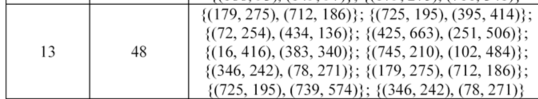 {(179, 275), (712, 186)}; {(725, 195), (395, 414)};
{(72, 254), (434, 136)}; {(425, 663), (251, 506)};
13 48 {(16, 416), (383, 340)}; {(745, 210), (102, 484)};
{(346, 242), (78, 271)}; {(179, 275), (712, 186)};
{(725, 195), (739, 574)}; {(346, 242), (78, 271)}